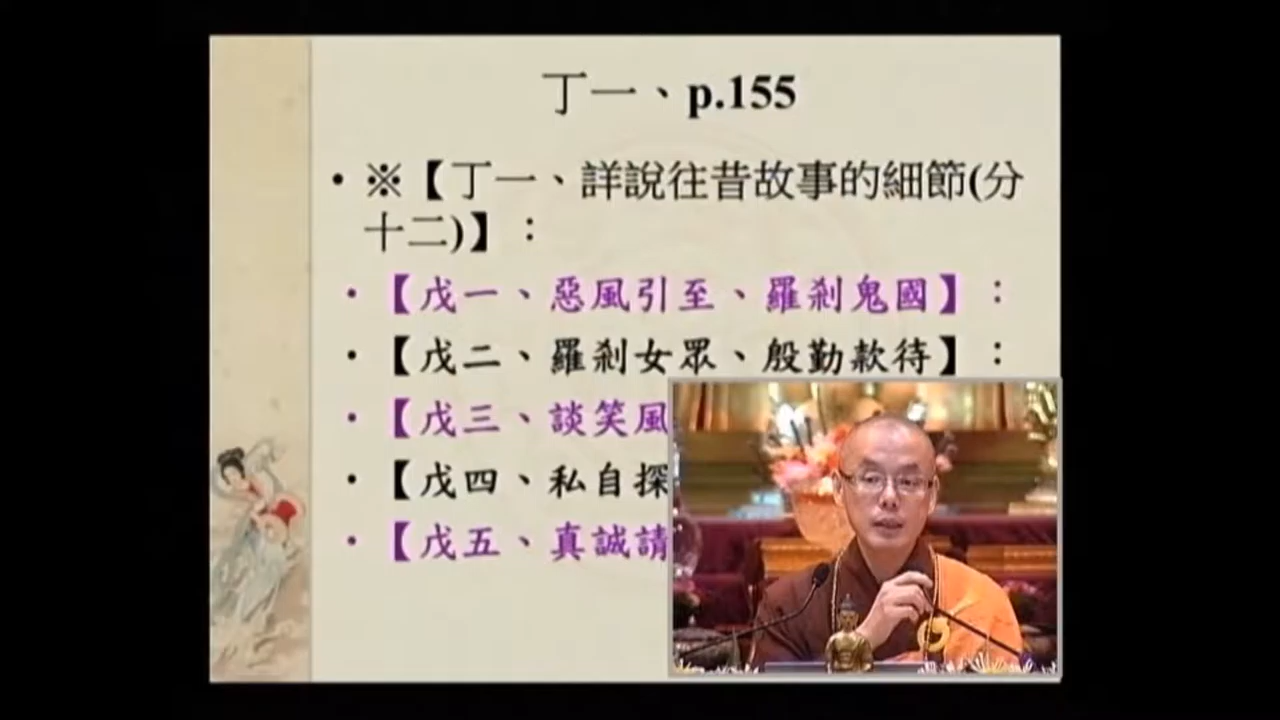 丁一、p.155
• ※【丁一、詳說往昔故事的細節(分
十二)】：
• 【戊一、惡風引至、羅剎鬼國】：
• 【戊二、羅剎女眾、殷勤款待】：
• 【戊三、談笑風
• 【戊四、私自探
• 【戊五、真誠請